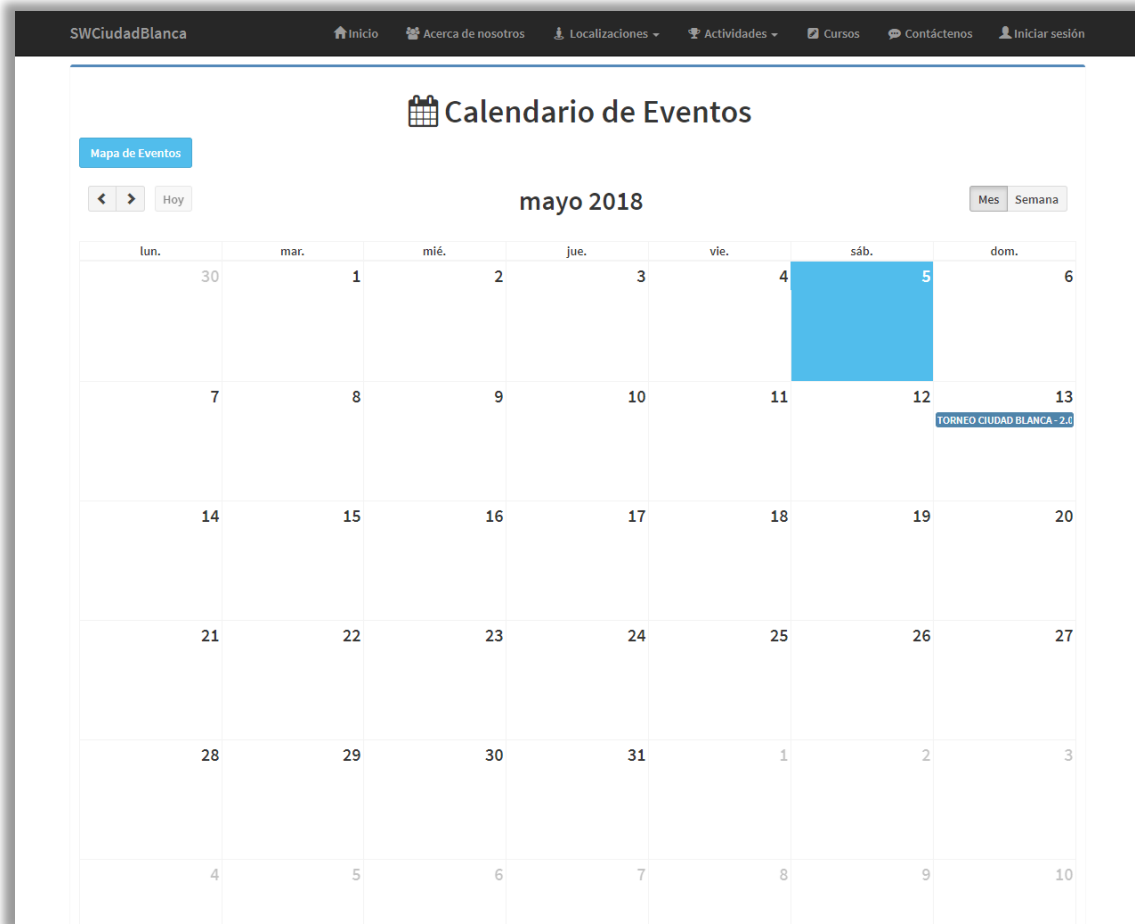 SWCiudadBlanca Inicio Acerca de nosotros Localizaciones Actividades Cursos Contáctenos Iniciar sesión
Calendario de Eventos
Mapa de Eventos
Hoy mayo 2018 Mes Semana
lun. mar. mié. jue. vie. sáb. dom.
30 1 2 3 4 5 6
7 8 9 10 11 12 13
TORNEO CIUDAD BLANCA - 2.0
14 15 16 17 18 19 20
21 22 23 24 25 26 27
28 29 30 31 1 2 3
4 5 6 7 8 9 10